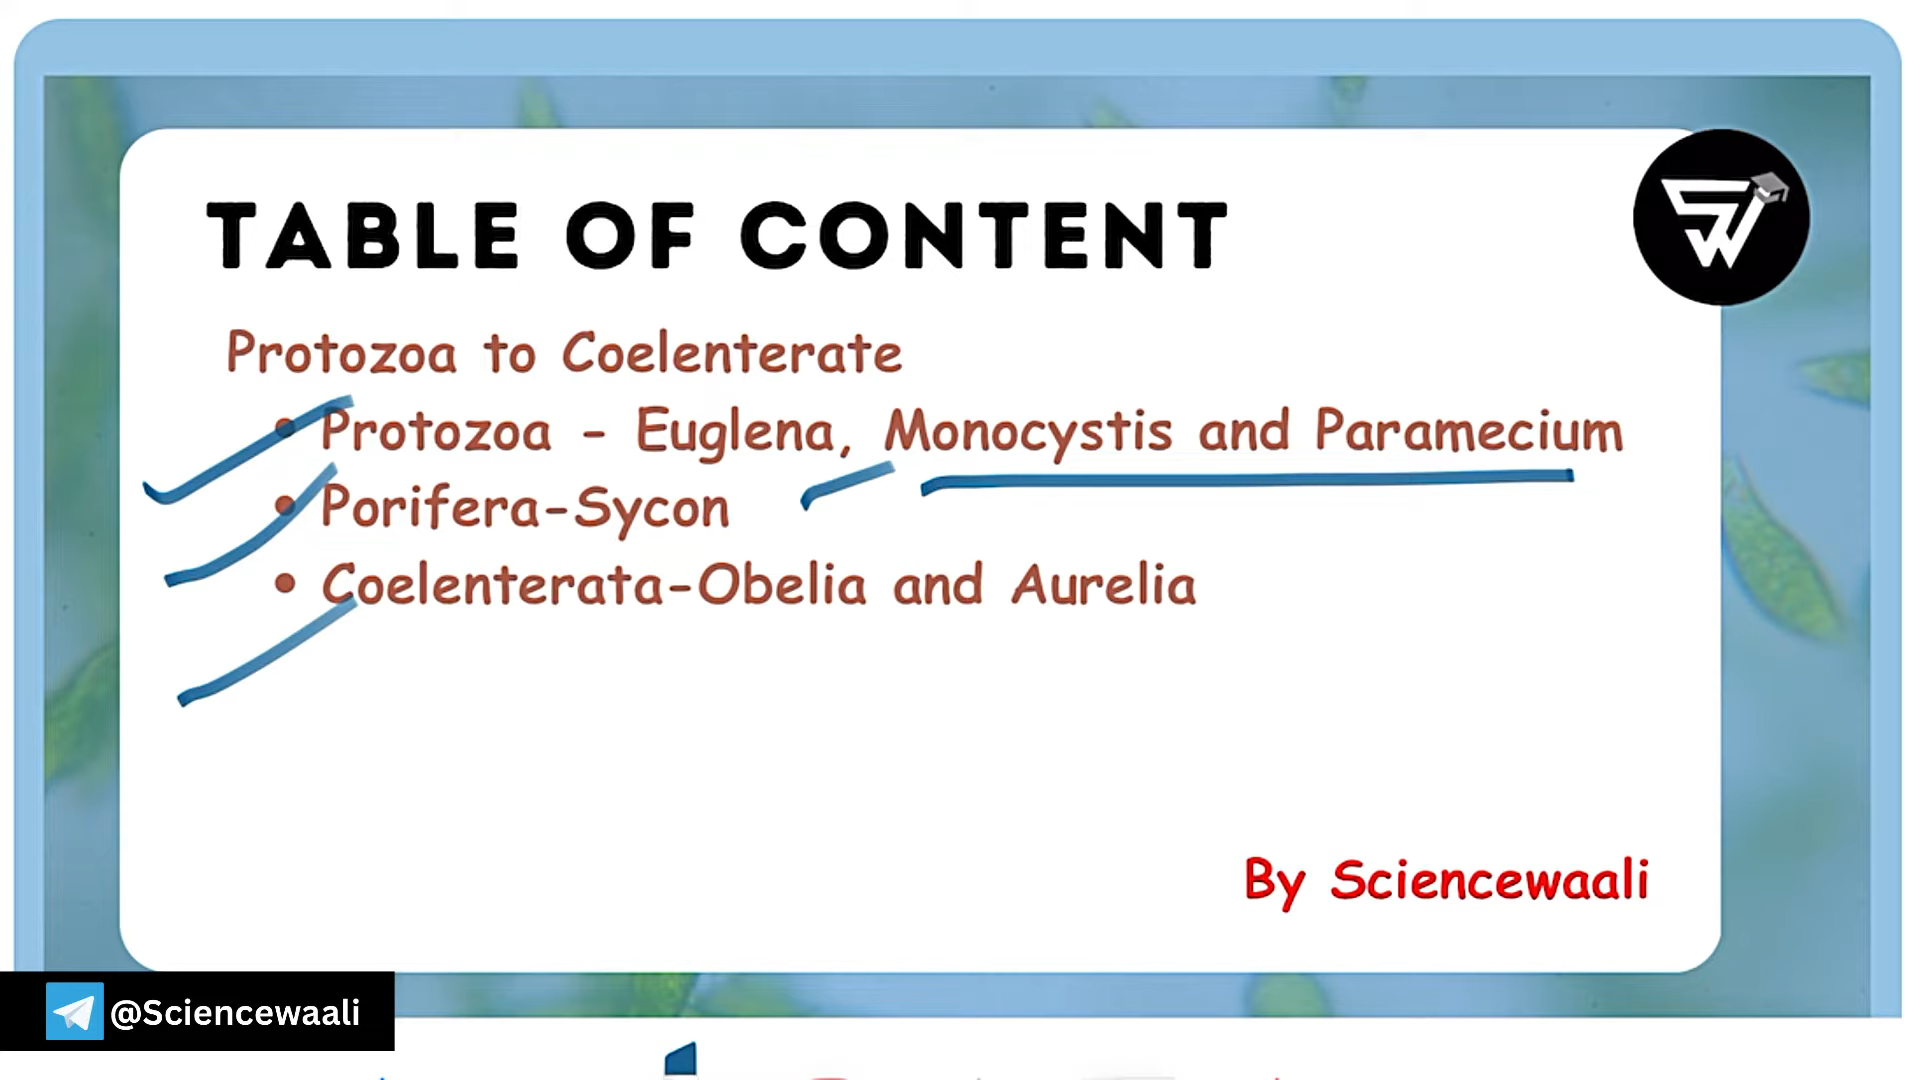 TABLE OF CONTENT
Protozoa to Coelenterate
• Protozoa - Euglena, Monocystis and Paramecium
• Porifera-Sycon
• Coelenterata-Obelia and Aurelia
By Sciencewaali
@Sciencewaali